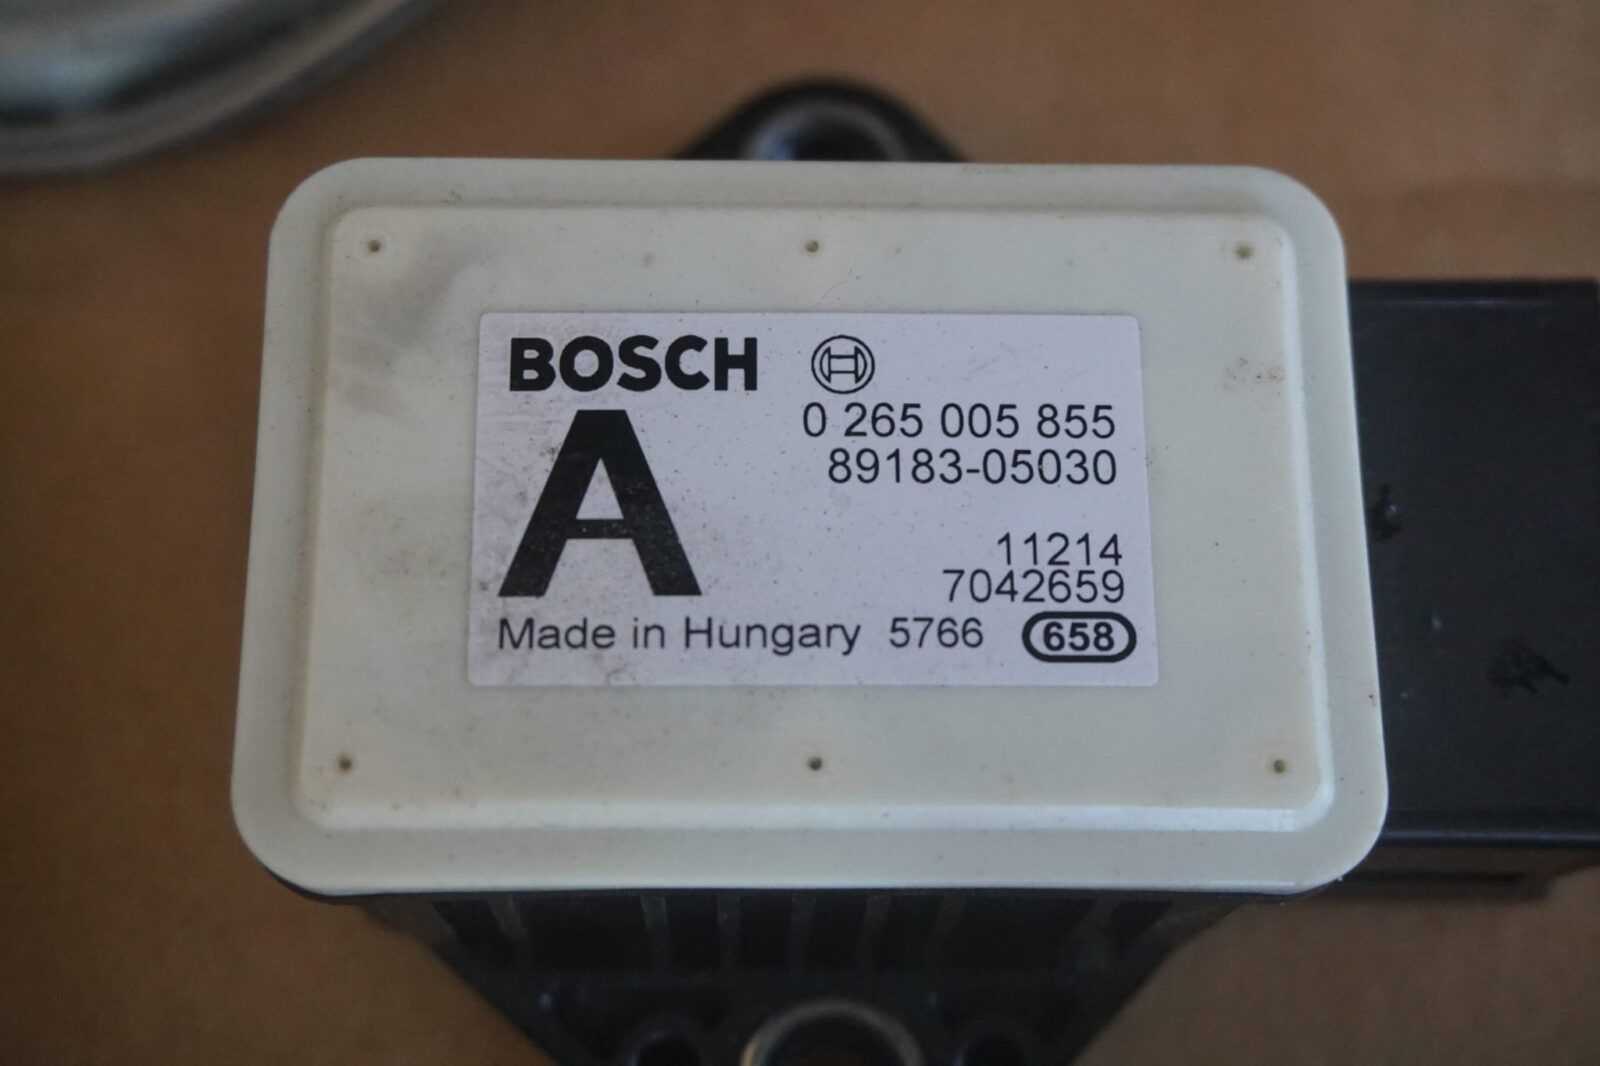 BOSCH
0 265 005 855
89183-05030
A
11214
7042659
Made in Hungary 5766 658